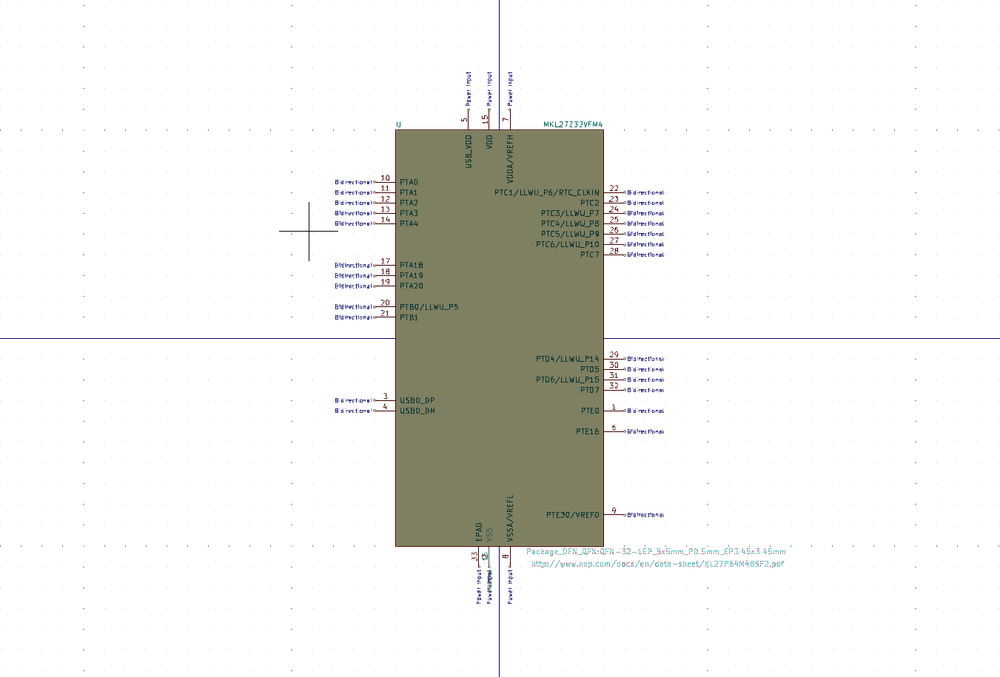 Power Input
Power Input
Power Input
5
15
7
U
MKL27Z32VFM4
USB_VDD
VDD
VDDA/VREFH
Bidirectional 10 PTA0
Bidirectional 11 PTA1
PTC1/LLWU_P6/RTC_CLKIN 22 Bidirectional
Bidirectional 12 PTA2
PTC2 23 Bidirectional
Bidirectional 13 PTA3
PTC3/LLWU_P7 24 Bidirectional
Bidirectional 14 PTA4
PTC4/LLWU_P8 25 Bidirectional
PTC5/LLWU_P9 26 Bidirectional
PTC6/LLWU_P10 27 Bidirectional
PTC7 28 Bidirectional
Bidirectional 17 PTA18
Bidirectional 18 PTA19
Bidirectional 19 PTA20
Bidirectional 20 PTB0/LLWU_P5
Bidirectional 21 PTB1
PTD4/LLWU_P14 29 Bidirectional
PTD5 30 Bidirectional
PTD6/LLWU_P15 31 Bidirectional
PTD7 32 Bidirectional
Bidirectional 3 USB0_DP
Bidirectional 4 USB0_DM
PTE0 1 Bidirectional
PTE16 6 Bidirectional
PTE30/VREFO 9 Bidirectional
EPAD
VSS
VSSA/VREFL
33
8
Package_DFN_QFN:QFN-32-1EP_5x5mm_P0.5mm_EP3.45x3.45mm
http://www.nxp.com/docs/en/data-sheet/KL27P64M48SF2.pdf
Power Input
Power Input